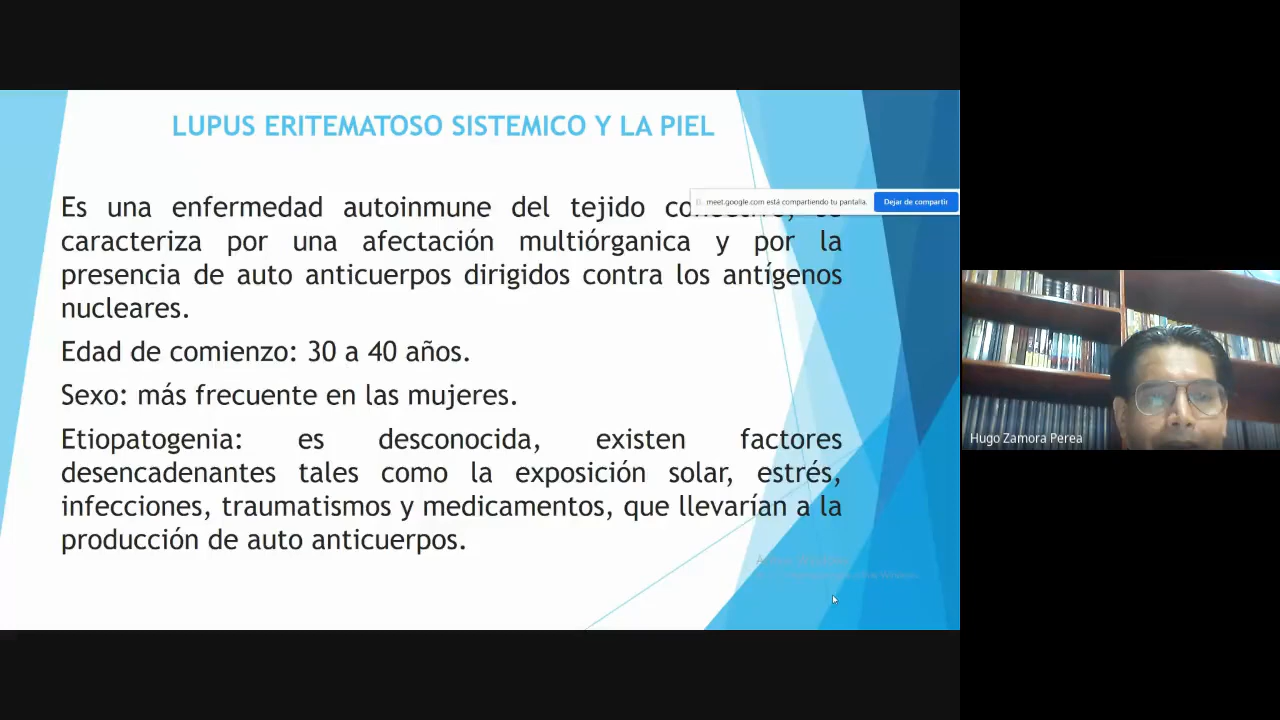 LUPUS ERITEMATOSO SISTEMICO Y LA PIEL
Es una enfermedad autoinmune del tejido
meet.google.com está compartiendo tu pantalla.
Dejar de compartir
caracteriza por una afectación multiórganica y por la
presencia de auto anticuerpos dirigidos contra los antígenos
nucleares.
Edad de comienzo: 30 a 40 años.
Sexo: más frecuente en las mujeres.
Etiopatogenia: es desconocida, existen factores
desencadenantes tales como la exposición solar, estrés,
infecciones, traumatismos y medicamentos, que llevarían a la
producción de auto anticuerpos.
Hugo Zamora Perea